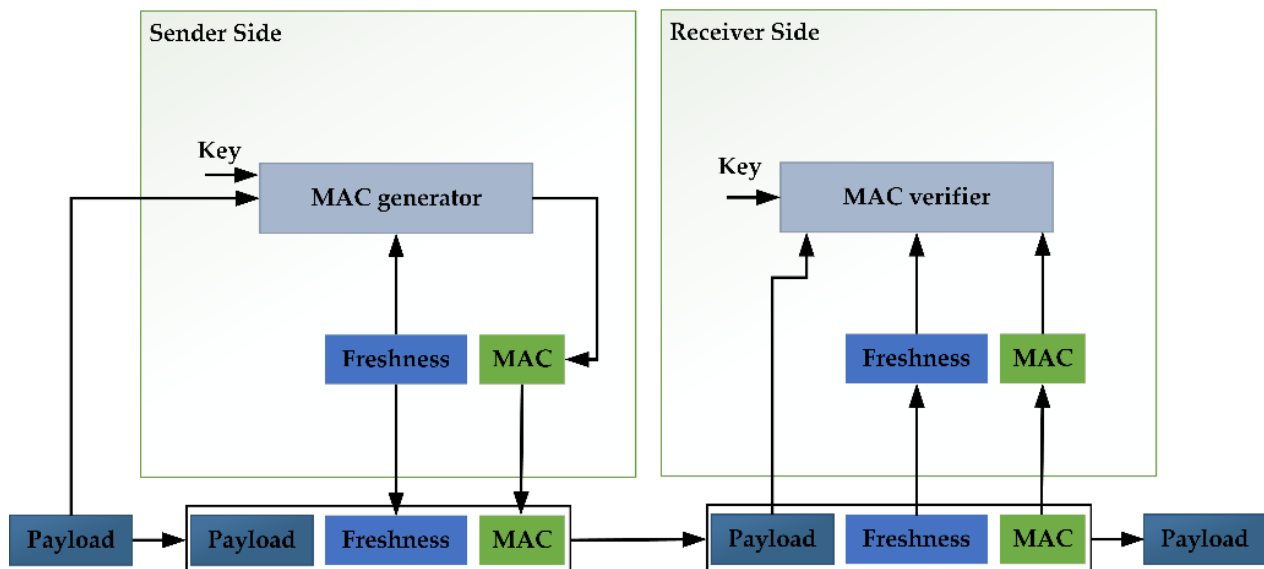 Sender Side
Receiver Side
Key
MAC generator
Key
MAC verifier
Freshness
MAC
Freshness
MAC
Payload
Payload
Freshness
MAC
Payload
Freshness
MAC
Payload